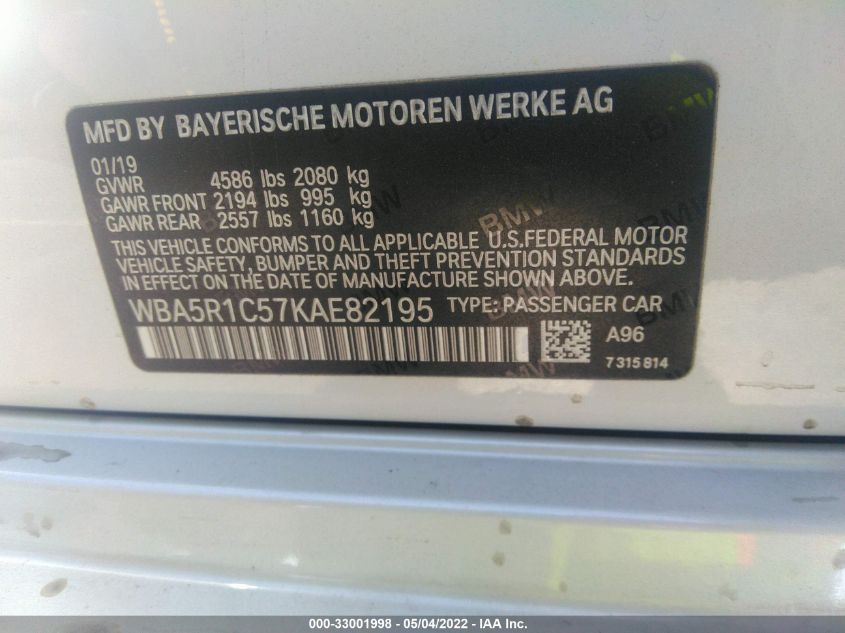 MFD BY BAYERISCHE MOTOREN WERKE AG
01/19
GVWR 4586 lbs 2080 kg
GAWR FRONT 2194 lbs 995 kg
GAWR REAR 2557 lbs 1160 kg
THIS VEHICLE CONFORMS TO ALL APPLICABLE U.S.FEDERAL MOTOR
VEHICLE SAFETY, BUMPER AND THEFT PREVENTION STANDARDS
IN EFFECT ON THE DATE OF MANUFACTURE SHOWN ABOVE.
WBA5R1C57KAE82195 TYPE: PASSENGER CAR
A96
7 315 814
000-33001998 - 05/04/2022 - IAA Inc.